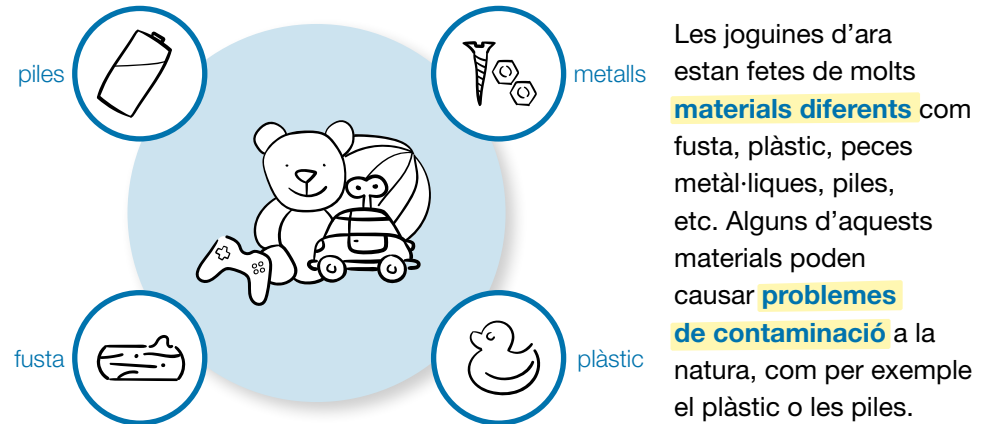 piles
metalls
fusta
plàstic
Les joguines d’ara
estan fetes de molts
materials diferents com
fusta, plàstic, peces
metàl·liques, piles,
etc. Alguns d’aquests
materials poden
causar problemes
de contaminació a la
natura, com per exemple
el plàstic o les piles.